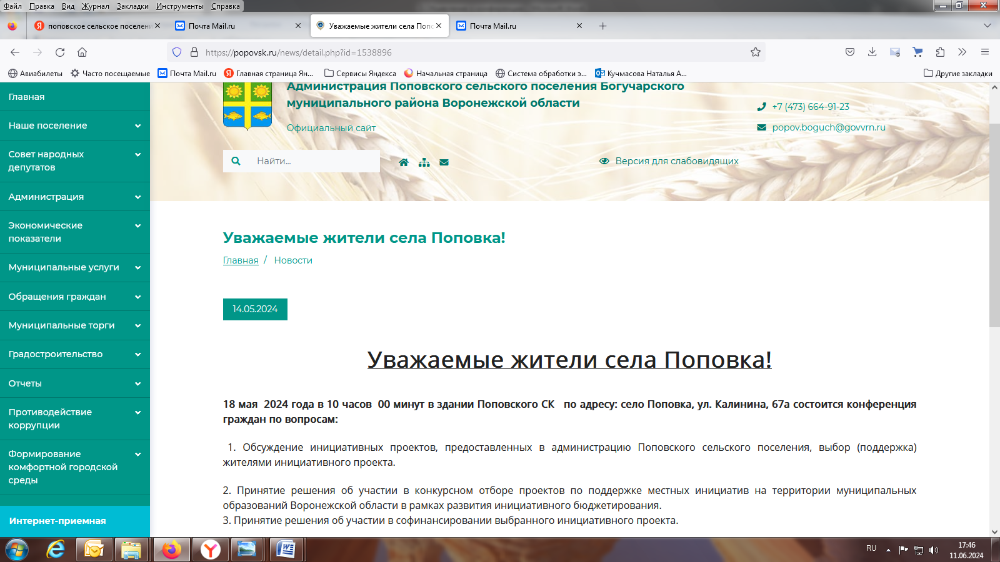 Файл Правка Вид Журнал Закладки Инструменты Справка
поповское сельское поселени
Почта Mail.ru
Уважаемые жители села Попо
Почта Mail.ru
https://popovsk.ru/news/detail.php?id=1538896
Авиабилеты
Часто посещаемые
Почта Mail.ru
Главная страница Ян...
Сервисы Яндекса
Начальная страница
Система обработки э...
Кучмасова Наталья А...
Другие закладки
Главная
Наше поселение
Совет народных
депутатов
Администрация
Экономические
показатели
Муниципальные услуги
Обращения граждан
Муниципальные торги
Градостроительство
Отчеты
Противодействие
коррупции
Формирование
комфортной городской
среды
Интернет-приемная
Администрация Поповского сельского поселения Богучарского
муниципального района Воронежской области
Официальный сайт
+7 (473) 664-91-23
popov.boguch@govvrn.ru
Найти...
Версия для слабовидящих
Уважаемые жители села Поповка!
Главная / Новости
14.05.2024
Уважаемые жители села Поповка!
18 мая 2024 года в 10 часов 00 минут в здании Поповского СК по адресу: село Поповка, ул. Калинина, 67а состоится конференция
граждан по вопросам:
1. Обсуждение инициативных проектов, предоставленных в администрацию Поповского сельского поселения, выбор (поддержка)
жителями инициативного проекта.
2. Принятие решения об участии в конкурсном отборе проектов по поддержке местных инициатив на территории муниципальных
образований Воронежской области в рамках развития инициативного бюджетирования.
3. Принятие решения об участии в софинансировании выбранного инициативного проекта.
RU
17:46
11.06.2024